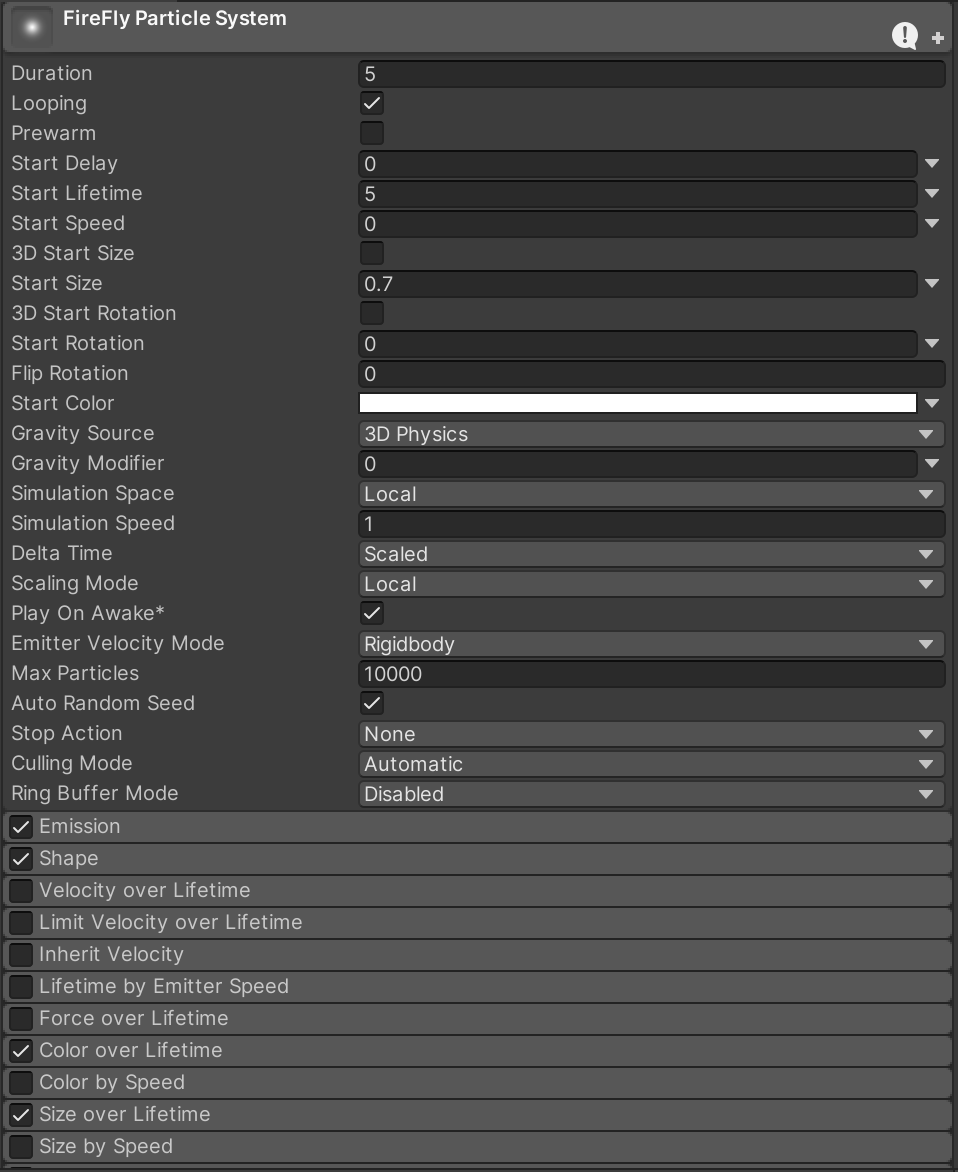 FireFly Particle System
Duration 5
Looping
Prewarm
Start Delay 0
Start Lifetime 5
Start Speed 0
3D Start Size
Start Size 0.7
3D Start Rotation
Start Rotation 0
Flip Rotation 0
Start Color
Gravity Source 3D Physics
Gravity Modifier 0
Simulation Space Local
Simulation Speed 1
Delta Time Scaled
Scaling Mode Local
Play On Awake*
Emitter Velocity Mode Rigidbody
Max Particles 10000
Auto Random Seed
Stop Action None
Culling Mode Automatic
Ring Buffer Mode Disabled
Emission
Shape
Velocity over Lifetime
Limit Velocity over Lifetime
Inherit Velocity
Lifetime by Emitter Speed
Force over Lifetime
Color over Lifetime
Color by Speed
Size over Lifetime
Size by Speed